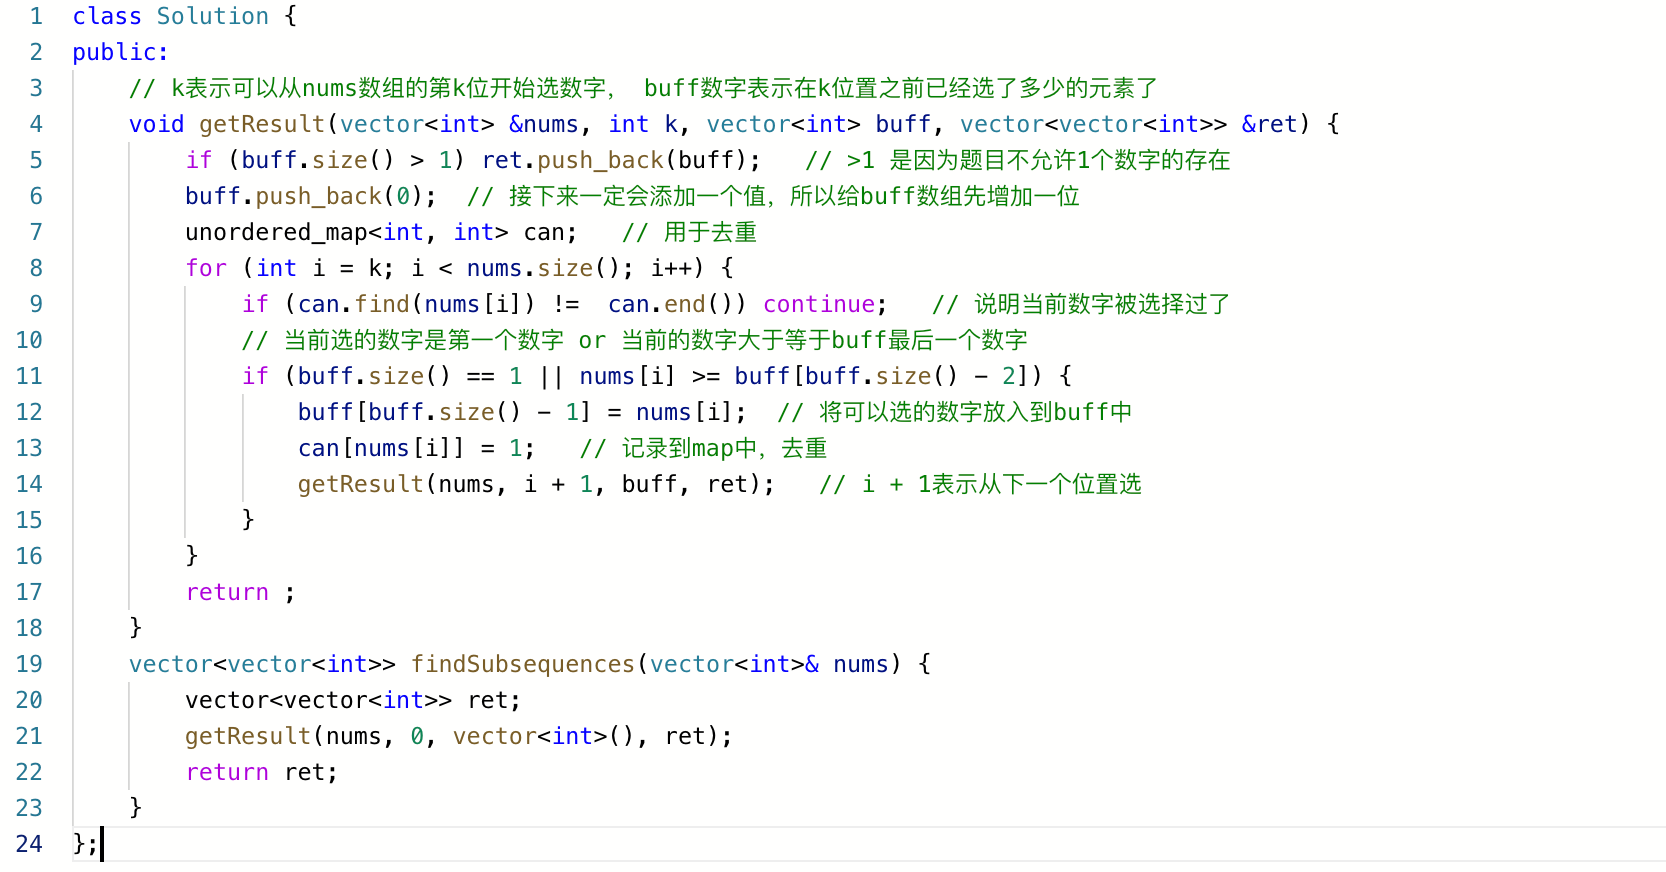 1 class Solution {
2 public:
3     // k表示可以从nums数组的第k位开始选数字， buff数字表示在k位置之前已经选了多少的元素了
4     void getResult(vector<int> &nums, int k, vector<int> buff, vector<vector<int>> &ret) {
5         if (buff.size() > 1) ret.push_back(buff);   // >1 是因为题目不允许1个数字的存在
6         buff.push_back(0);  // 接下来一定会添加一个值，所以给buff数组先增加一位
7         unordered_map<int, int> can;   // 用于去重
8         for (int i = k; i < nums.size(); i++) {
9             if (can.find(nums[i]) !=  can.end()) continue;   // 说明当前数字被选择过了
10             // 当前选的数字是第一个数字 or 当前的数字大于等于buff最后一个数字
11             if (buff.size() == 1 || nums[i] >= buff[buff.size() - 2]) {
12                 buff[buff.size() - 1] = nums[i];  // 将可以选的数字放入到buff中
13                 can[nums[i]] = 1;   // 记录到map中，去重
14                 getResult(nums, i + 1, buff, ret);   // i + 1表示从下一个位置选
15             }
16         }
17         return ;
18     }
19     vector<vector<int>> findSubsequences(vector<int>& nums) {
20         vector<vector<int>> ret;
21         getResult(nums, 0, vector<int>(), ret);
22         return ret;
23     }
24 };